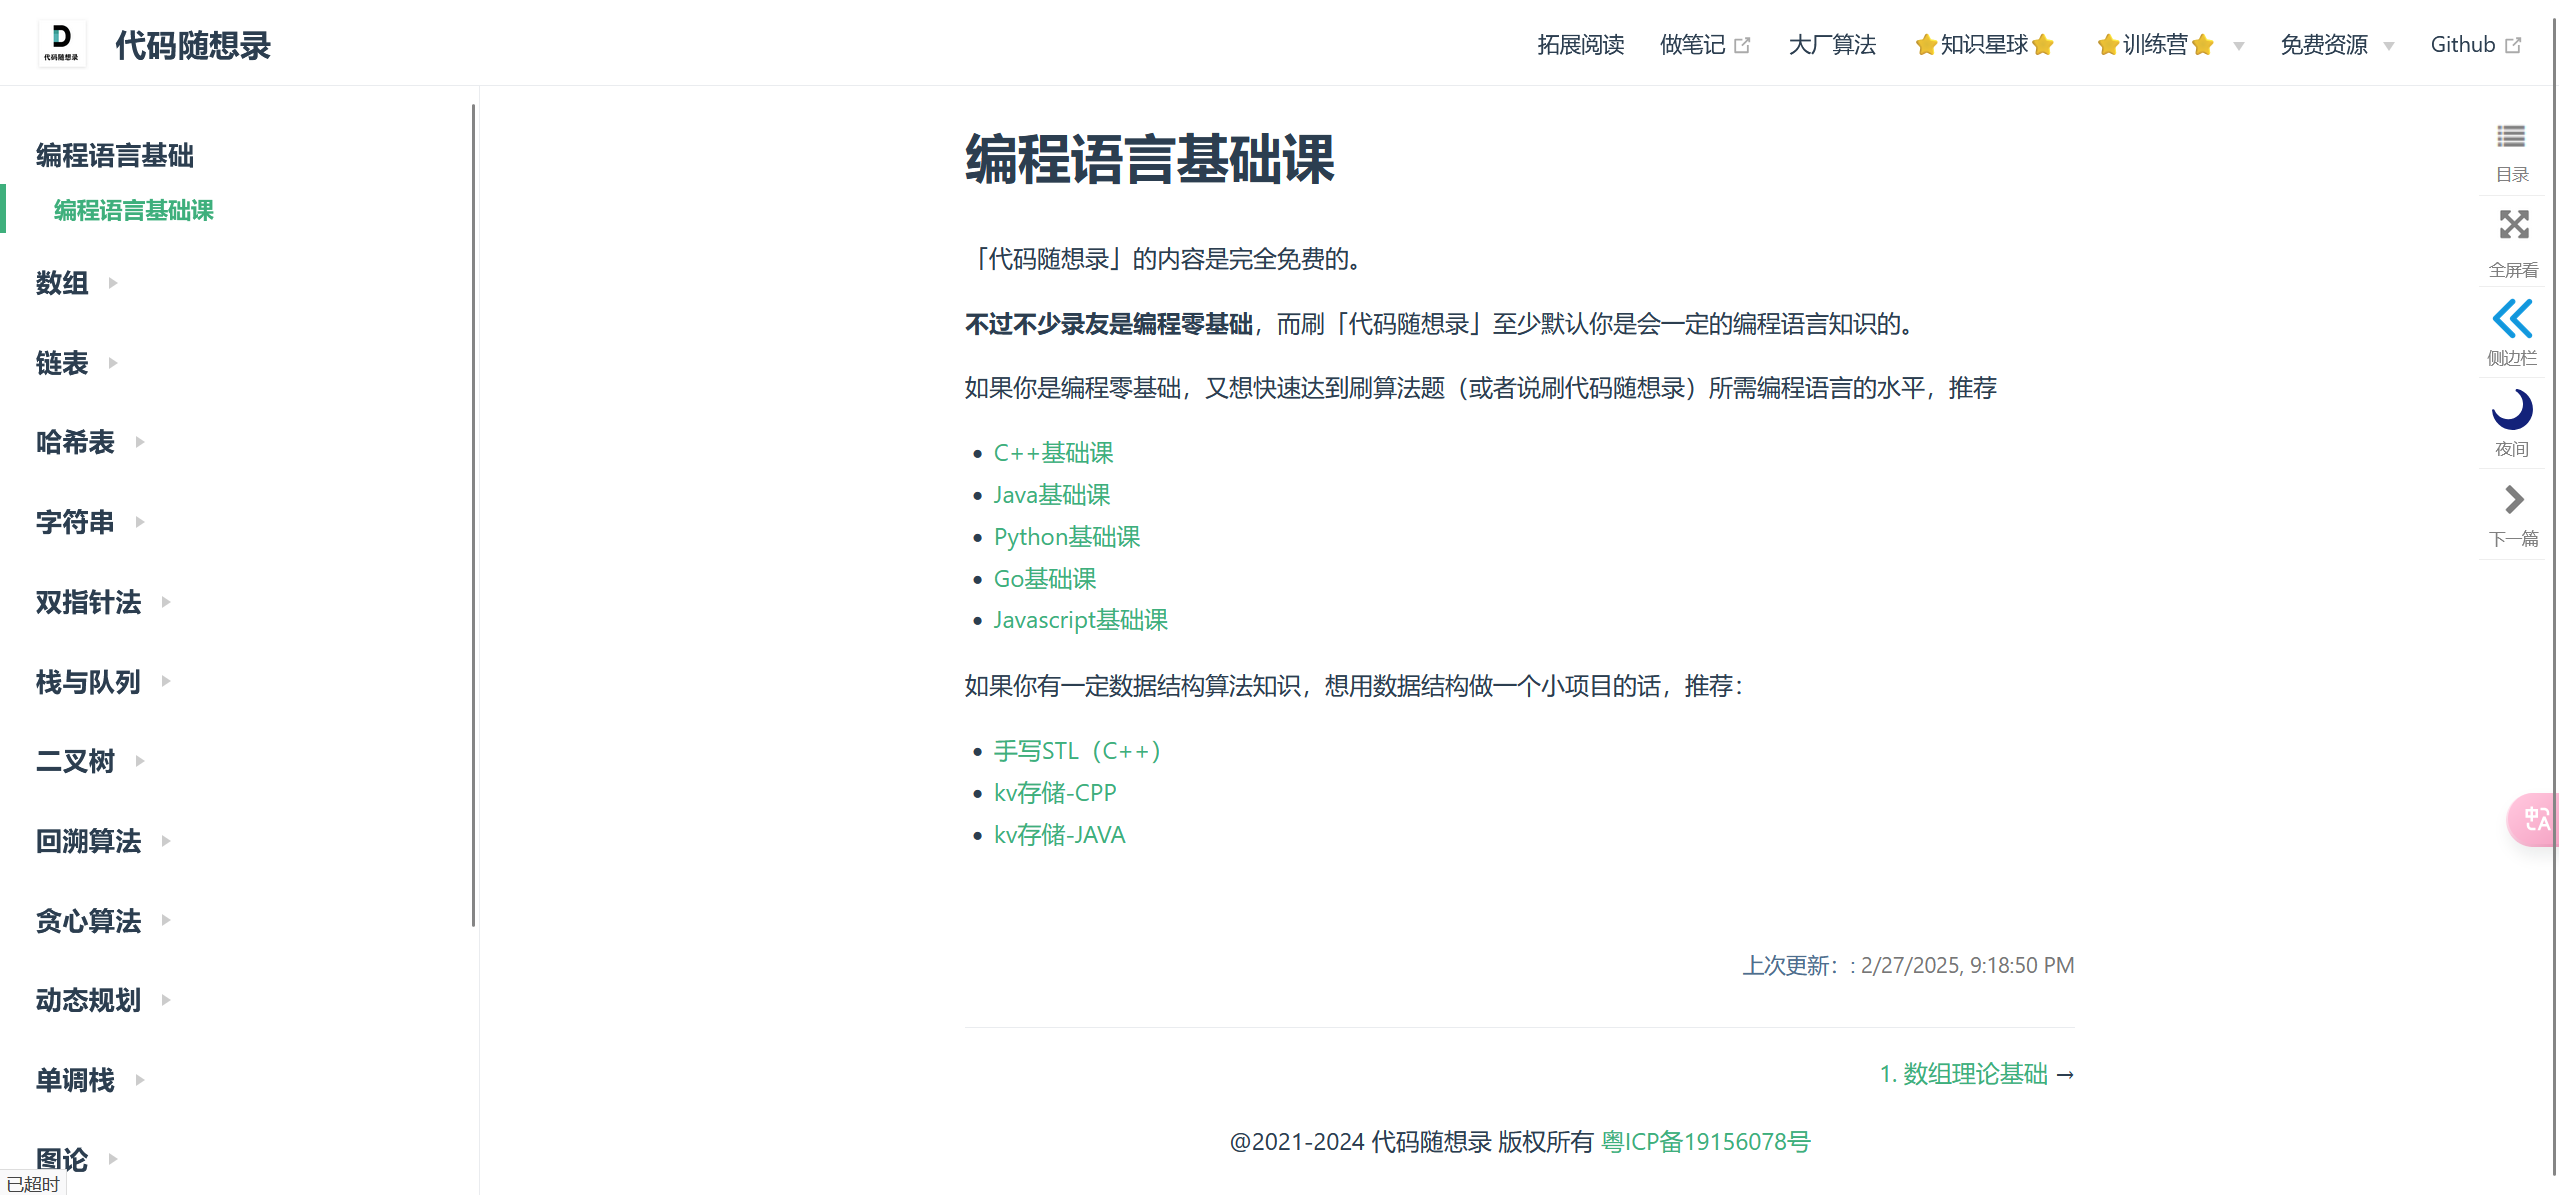 D
代码随想录
代码随想录
拓展阅读 做笔记 大厂算法 ⭐知识星球⭐ ⭐训练营⭐ 免费资源 Github
编程语言基础
编程语言基础课
数组
链表
哈希表
字符串
双指针法
栈与队列
二叉树
回溯算法
贪心算法
动态规划
单调栈
图论
已超时
编程语言基础课
「代码随想录」的内容是完全免费的。
不过不少录友是编程零基础，而刷「代码随想录」至少默认你是会一定的编程语言知识的。
如果你是编程零基础，又想快速达到刷算法题（或者说刷代码随想录）所需编程语言的水平，推荐
• C++基础课
• Java基础课
• Python基础课
• Go基础课
• Javascript基础课
如果你有一定数据结构算法知识，想用数据结构做一个小项目的话，推荐：
• 手写STL（C++）
• kv存储-CPP
• kv存储-JAVA
上次更新：: 2/27/2025, 9:18:50 PM
1. 数组理论基础 →
@2021-2024 代码随想录 版权所有 粤ICP备19156078号
目录
全屏看
侧边栏
夜间
下一篇
中A